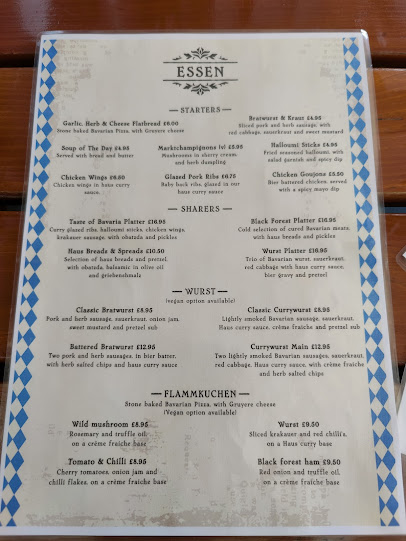 ESSEN
— STARTERS —
Garlic, Herb & Cheese Flatbread £6.00
Stone baked Bavarian Pizza, with Gruyere cheese
Bratwurst & Kraut £4.95
Sliced pork and herb sausage, with
red cabbage, sauerkraut and sweet mustard
Soup of The Day £4.95
Served with bread and butter
Marktchampignons (v) £5.95
Mushrooms in sherry cream,
and herb dumpling
Halloumi Sticks £4.95
Fried seasoned halloumi, with
salad garnish and spicy dip
Chicken Wings £6.50
Chicken wings in haus curry
sauce.
Glazed Pork Ribs £6.75
Baby back ribs, glazed in our
haus curry sauce
Chicken Goujons £6.50
Bier battered chicken, served
with a spicy mayo dip
— SHARERS —
Taste of Bavaria Platter £16.95
Curry glazed ribs, halloumi sticks, chicken wings,
krakauer sausage, with obatzda and pickles
Black Forest Platter £16.95
Cold selection of cured Bavarian meats,
with haus breads and pickles
Haus Breads & Spreads £10.50
Selection of haus breads and pretzel,
with obatzda, balsamic in olive oil
and griebenshmalz
Wurst Platter £16.95
Trio of Bavarian wurst, sauerkraut,
red cabbage with haus curry sauce,
bier gravy and pretzel
— WURST —
(vegan option available)
Classic Bratwurst £8.95
Pork and herb sausage, sauerkraut, onion jam,
sweet mustard and pretzel sub
Classic Currywurst £8.95
Lightly smoked Bavarian sausage, sauerkraut,
Haus curry sauce, crème fraiche and pretzel sub
Battered Bratwurst £12.95
Two pork and herb sausages, in bier batter,
with herb salted chips and haus curry sauce
Currywurst Main £12.95
Two lightly smoked Bavarian sausages, sauerkraut,
red cabbage, Haus curry sauce, with crème fraiche
and herb salted chips
— FLAMMKUCHEN —
Stone baked Bavarian Pizza, with Gruyere cheese
(Vegan option available)
Wild mushroom £8.95
Rosemary and truffle oil,
on a crème fraiche base
Wurst £9.50
Sliced krakauer and red chilli's,
on a Haus curry base
Tomato & Chilli £8.95
Cherry tomatoes, onion jam and
chilli flakes, on a crème fraiche base
Black forest ham £9.50
Red onion and truffle oil,
on a crème fraiche base